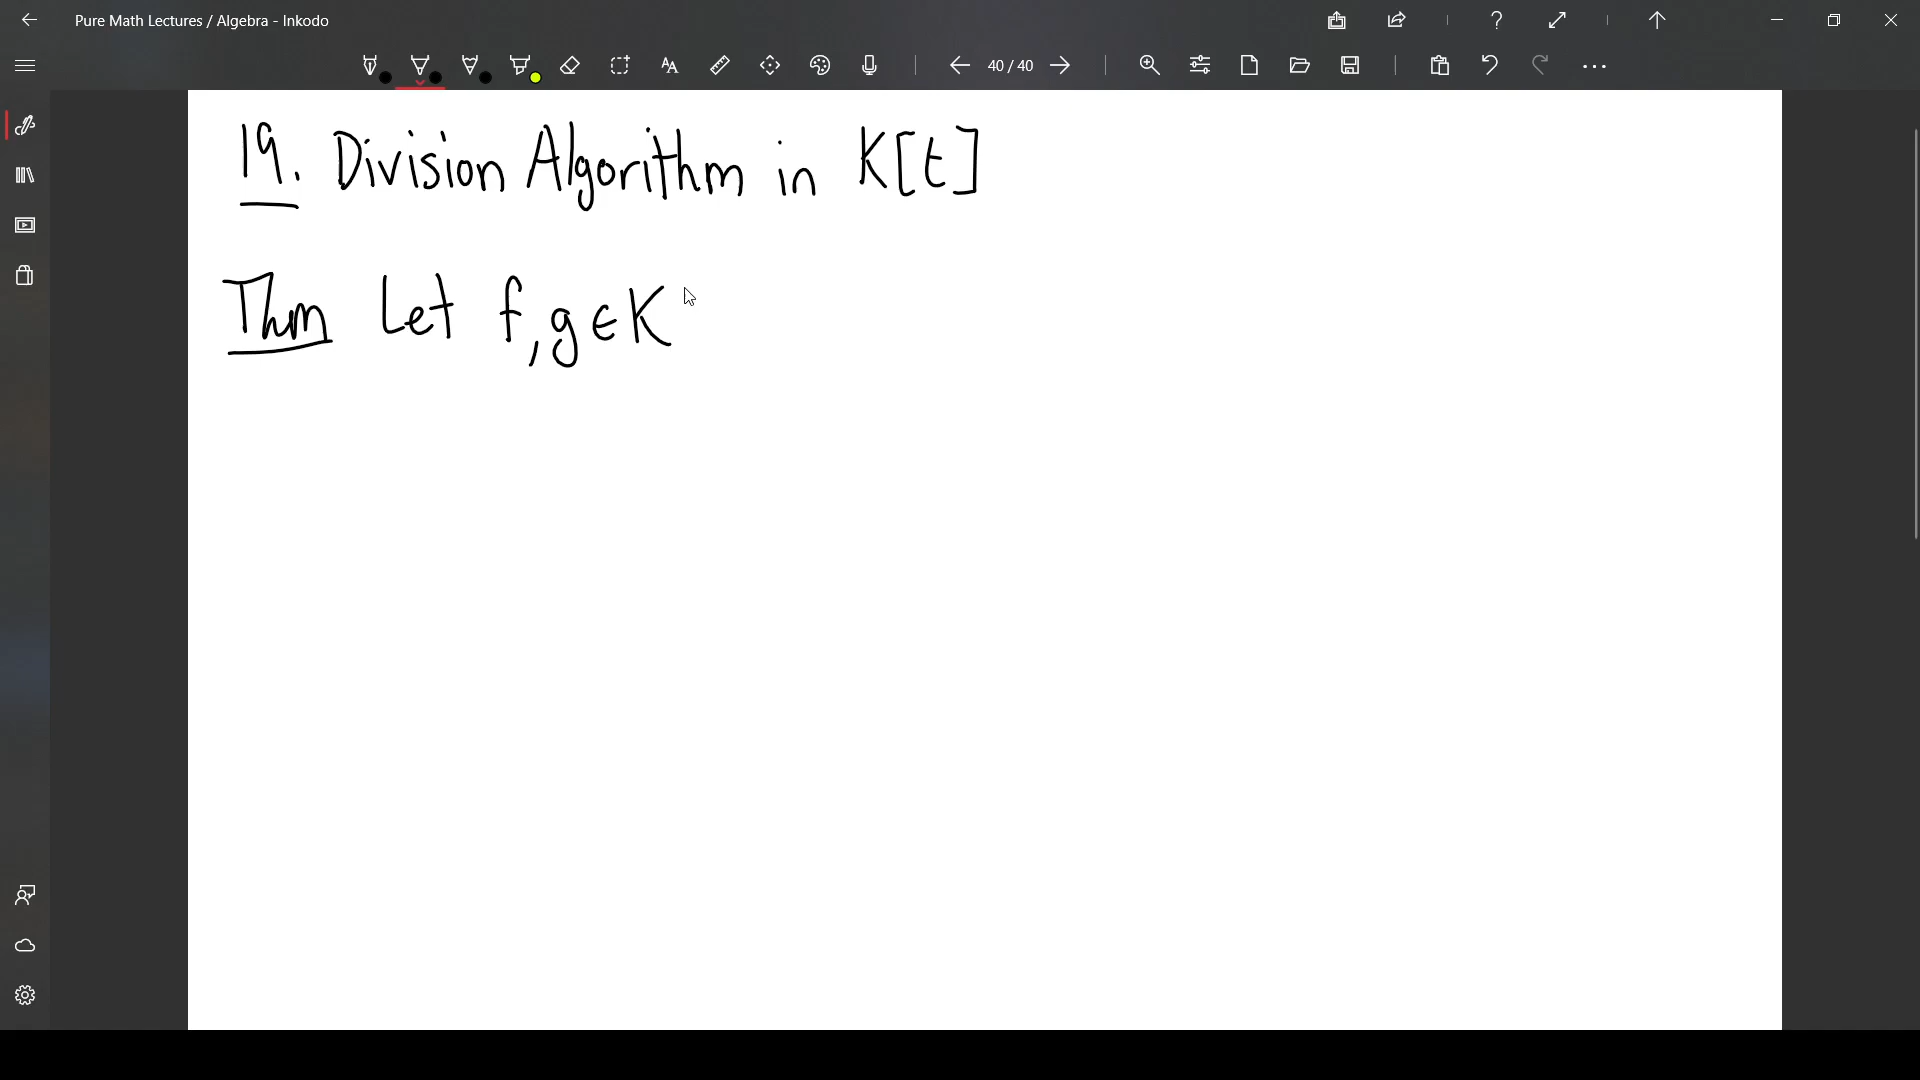 Pure Math Lectures / Algebra - Inkodo
40 / 40
19. Division Algorithm in K[t]
Thm Let f, g ∈ K